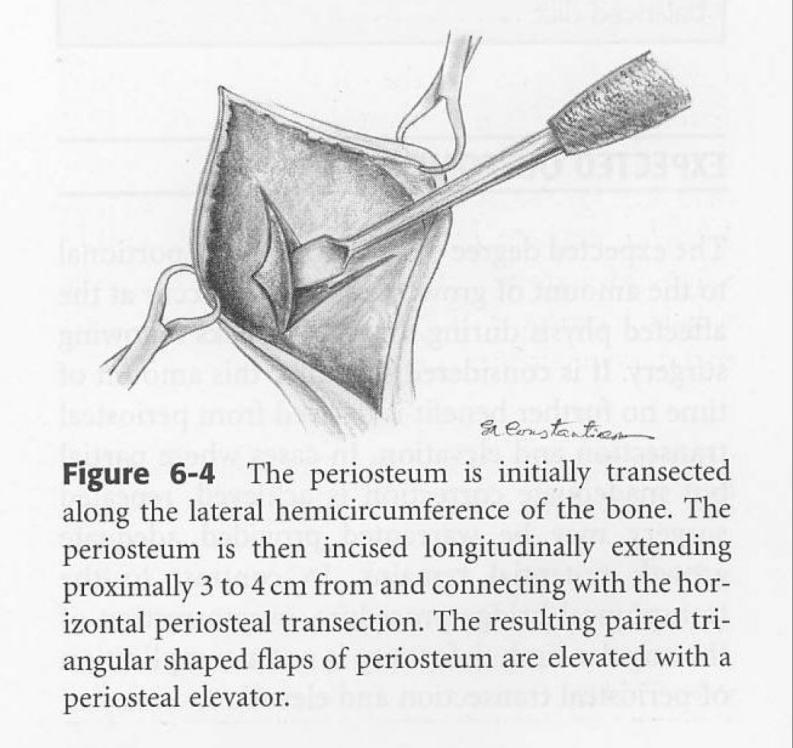 Figure 6-4 The periosteum is initially transected
along the lateral hemicircumference of the bone. The
periosteum is then incised longitudinally extending
proximally 3 to 4 cm from and connecting with the hor-
izontal periosteal transection. The resulting paired tri-
angular shaped flaps of periosteum are elevated with a
periosteal elevator.